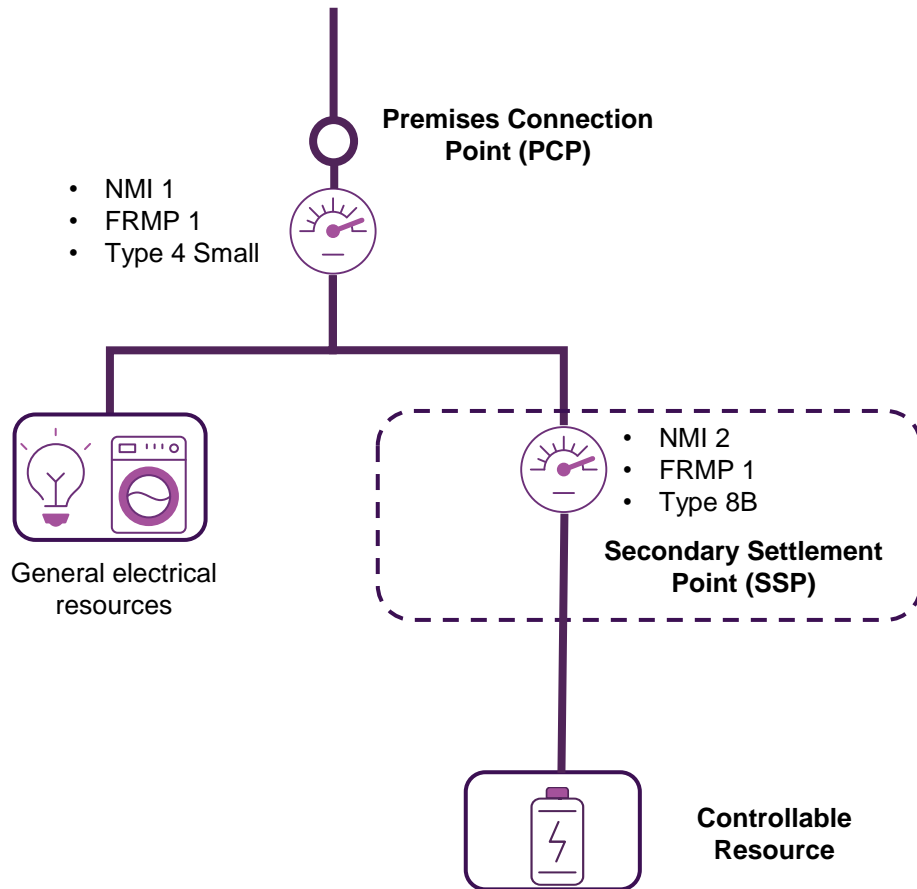 Premises Connection
Point (PCP)
• NMI 1
• FRMP 1
• Type 4 Small
• NMI 2
• FRMP 1
• Type 8B
Secondary Settlement
Point (SSP)
General electrical
resources
Controllable
Resource